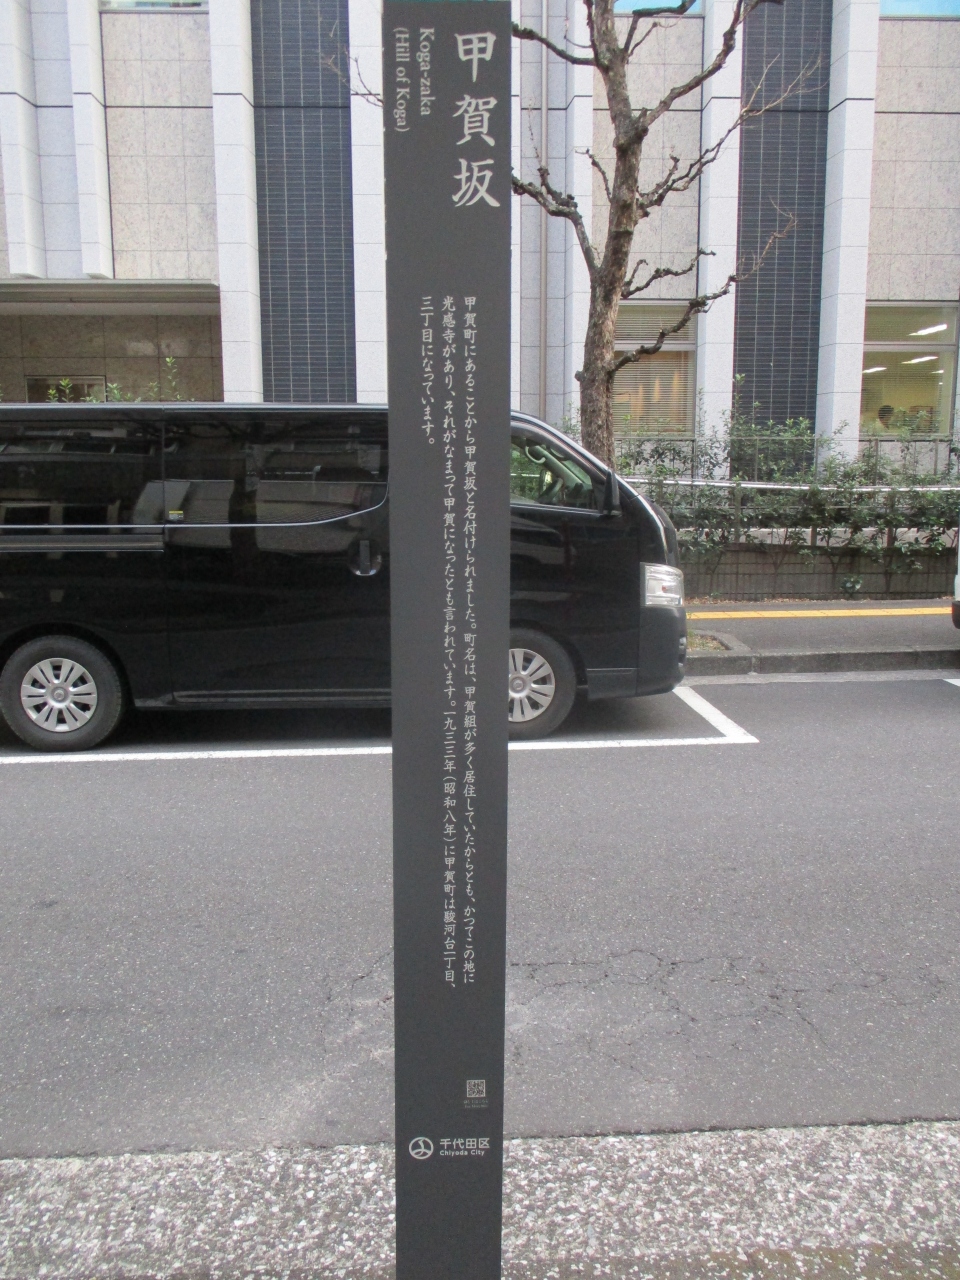 甲賀坂
Koga-zaka
(Hill of Koga)
甲賀町にあることから甲賀坂と名付けられました。町名は、甲賀組が多く居住していたからとも、かつてこの地に
光感寺があり、それがなまって甲賀になったとも言われています。一九三三年(昭和八年)に甲賀町は駿河台一丁目、
三丁目になっています。
千代田区
Chiyoda City